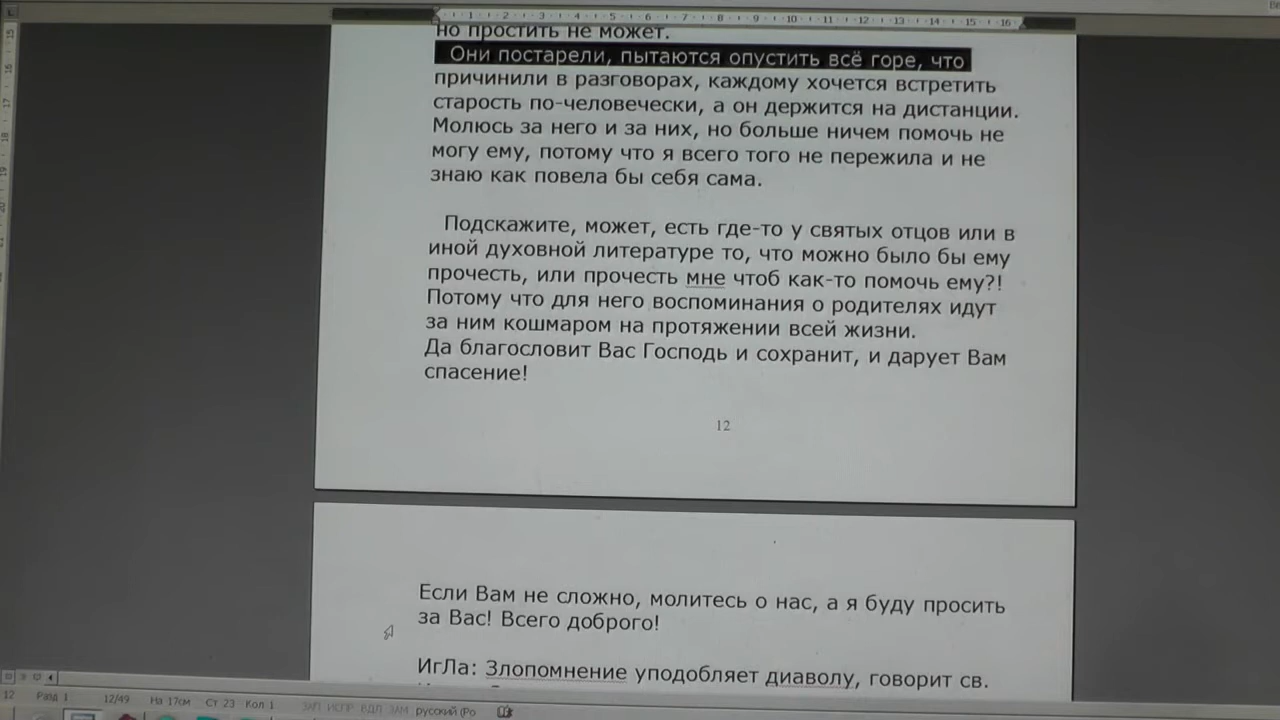 но простить не может.
Они постарели, пытаются опустить всё горе, что
причинили в разговорах, каждому хочется встретить
старость по-человечески, а он держится на дистанции.
Молюсь за него и за них, но больше ничем помочь не
могу ему, потому что я всего того не пережила и не
знаю как повела бы себя сама.
Подскажите, может, есть где-то у святых отцов или в
иной духовной литературе то, что можно было бы ему
прочесть, или прочесть мне чтоб как-то помочь ему?!
Потому что для него воспоминания о родителях идут
за ним кошмаром на протяжении всей жизни.
Да благословит Вас Господь и сохранит, и дарует Вам
спасение!
12
Если Вам не сложно, молитесь о нас, а я буду просить
за Вас! Всего доброго!
ИгЛа: Злопомнение уподобляет диаволу, говорит св.
12 Разд 1 12/49 На 17см Ст 23 Кол 1 ЗАП ИСПР ВДЛ ЗАМ русский (Ро